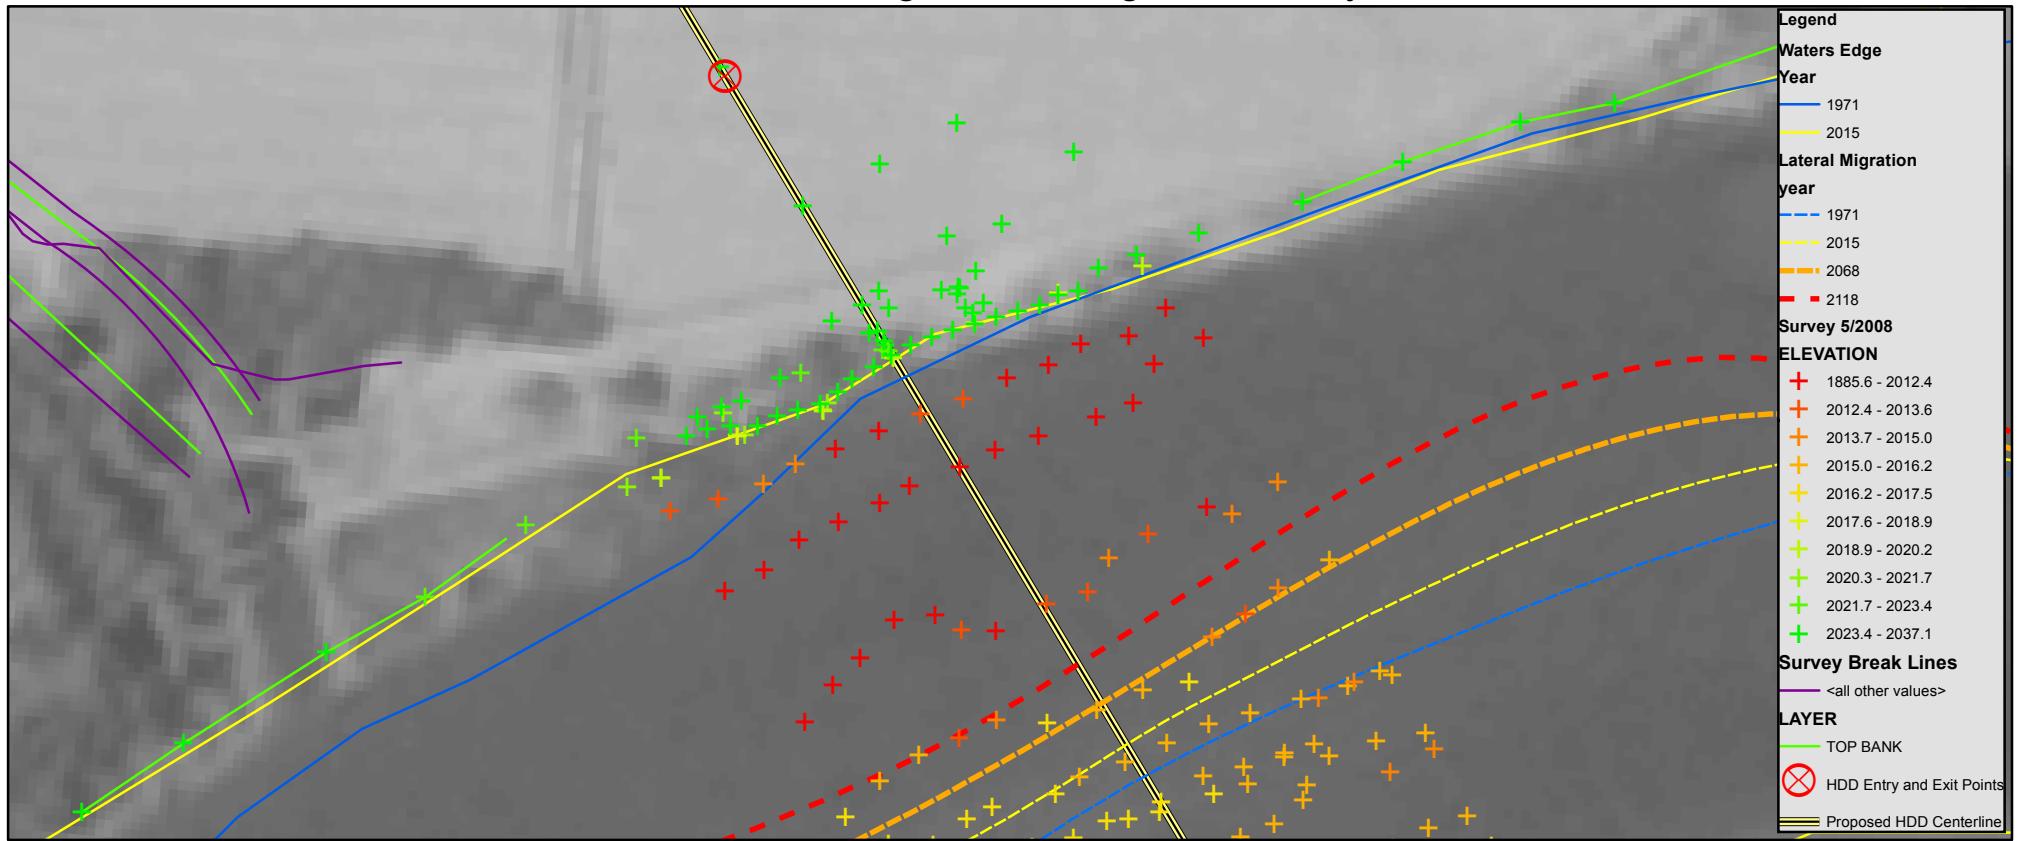 Legend
Waters Edge
Year
1971
2015
Lateral Migration
year
1971
2015
2068
2118
Survey 5/2008
ELEVATION
1885.6 - 2012.4
2012.4 - 2013.6
2013.7 - 2015.0
2015.0 - 2016.2
2016.2 - 2017.5
2017.6 - 2018.9
2018.9 - 2020.2
2020.3 - 2021.7
2021.7 - 2023.4
2023.4 - 2037.1
Survey Break Lines
<all other values>
LAYER
TOP BANK
HDD Entry and Exit Points
Proposed HDD Centerline